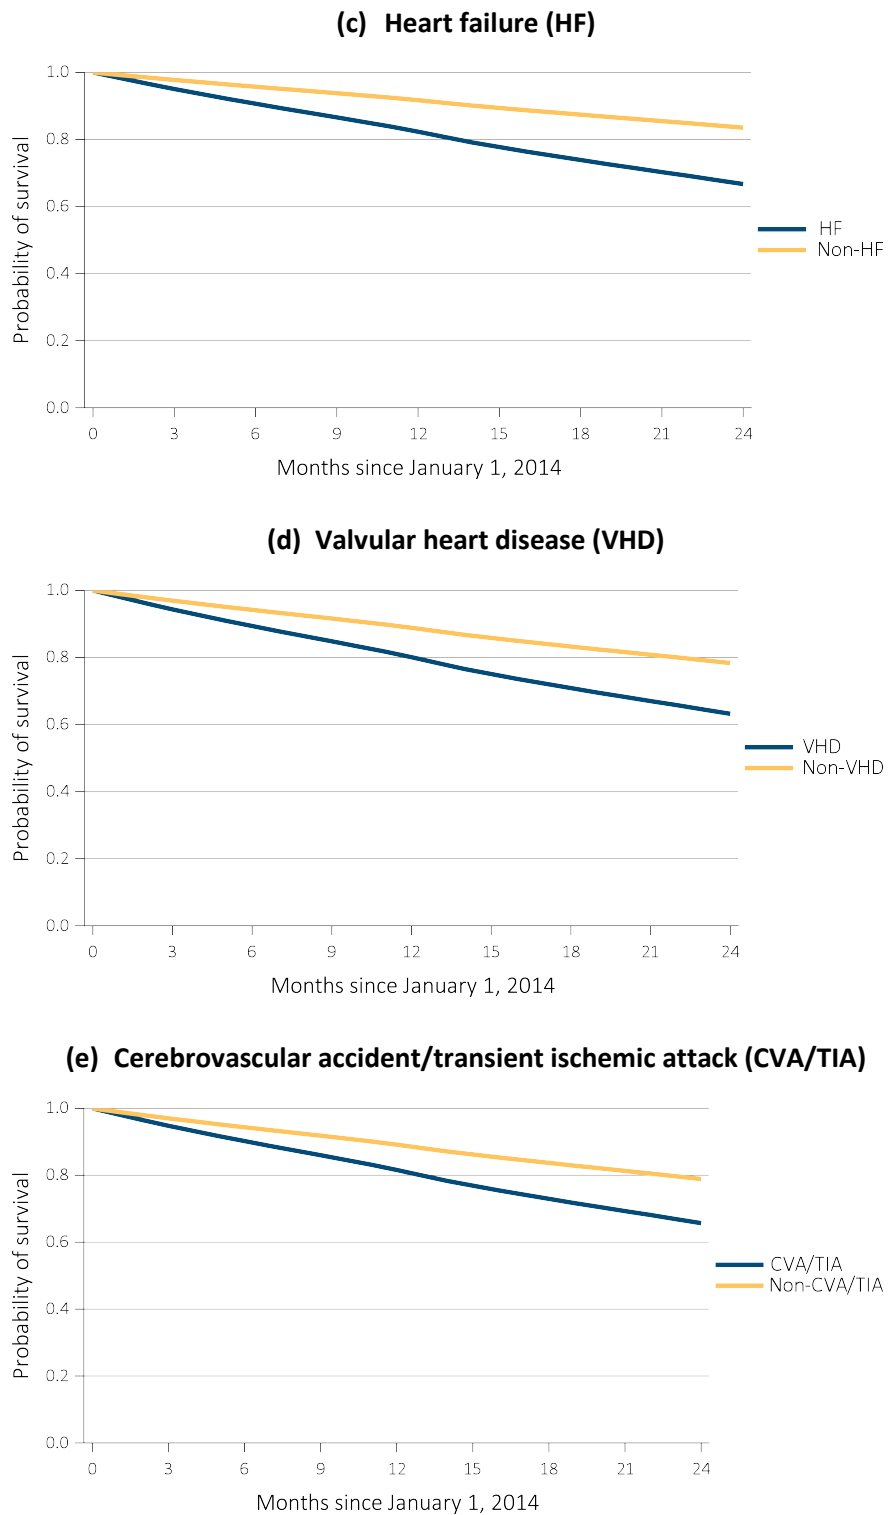 (c) Heart failure (HF)
1.0
0.8
0.6
0.4
0.2
0.0
Probability of survival
0 3 6 9 12 15 18 21 24
Months since January 1, 2014
HF
Non-HF
(d) Valvular heart disease (VHD)
1.0
0.8
0.6
0.4
0.2
0.0
Probability of survival
0 3 6 9 12 15 18 21 24
Months since January 1, 2014
VHD
Non-VHD
(e) Cerebrovascular accident/transient ischemic attack (CVA/TIA)
1.0
0.8
0.6
0.4
0.2
0.0
Probability of survival
0 3 6 9 12 15 18 21 24
Months since January 1, 2014
CVA/TIA
Non-CVA/TIA